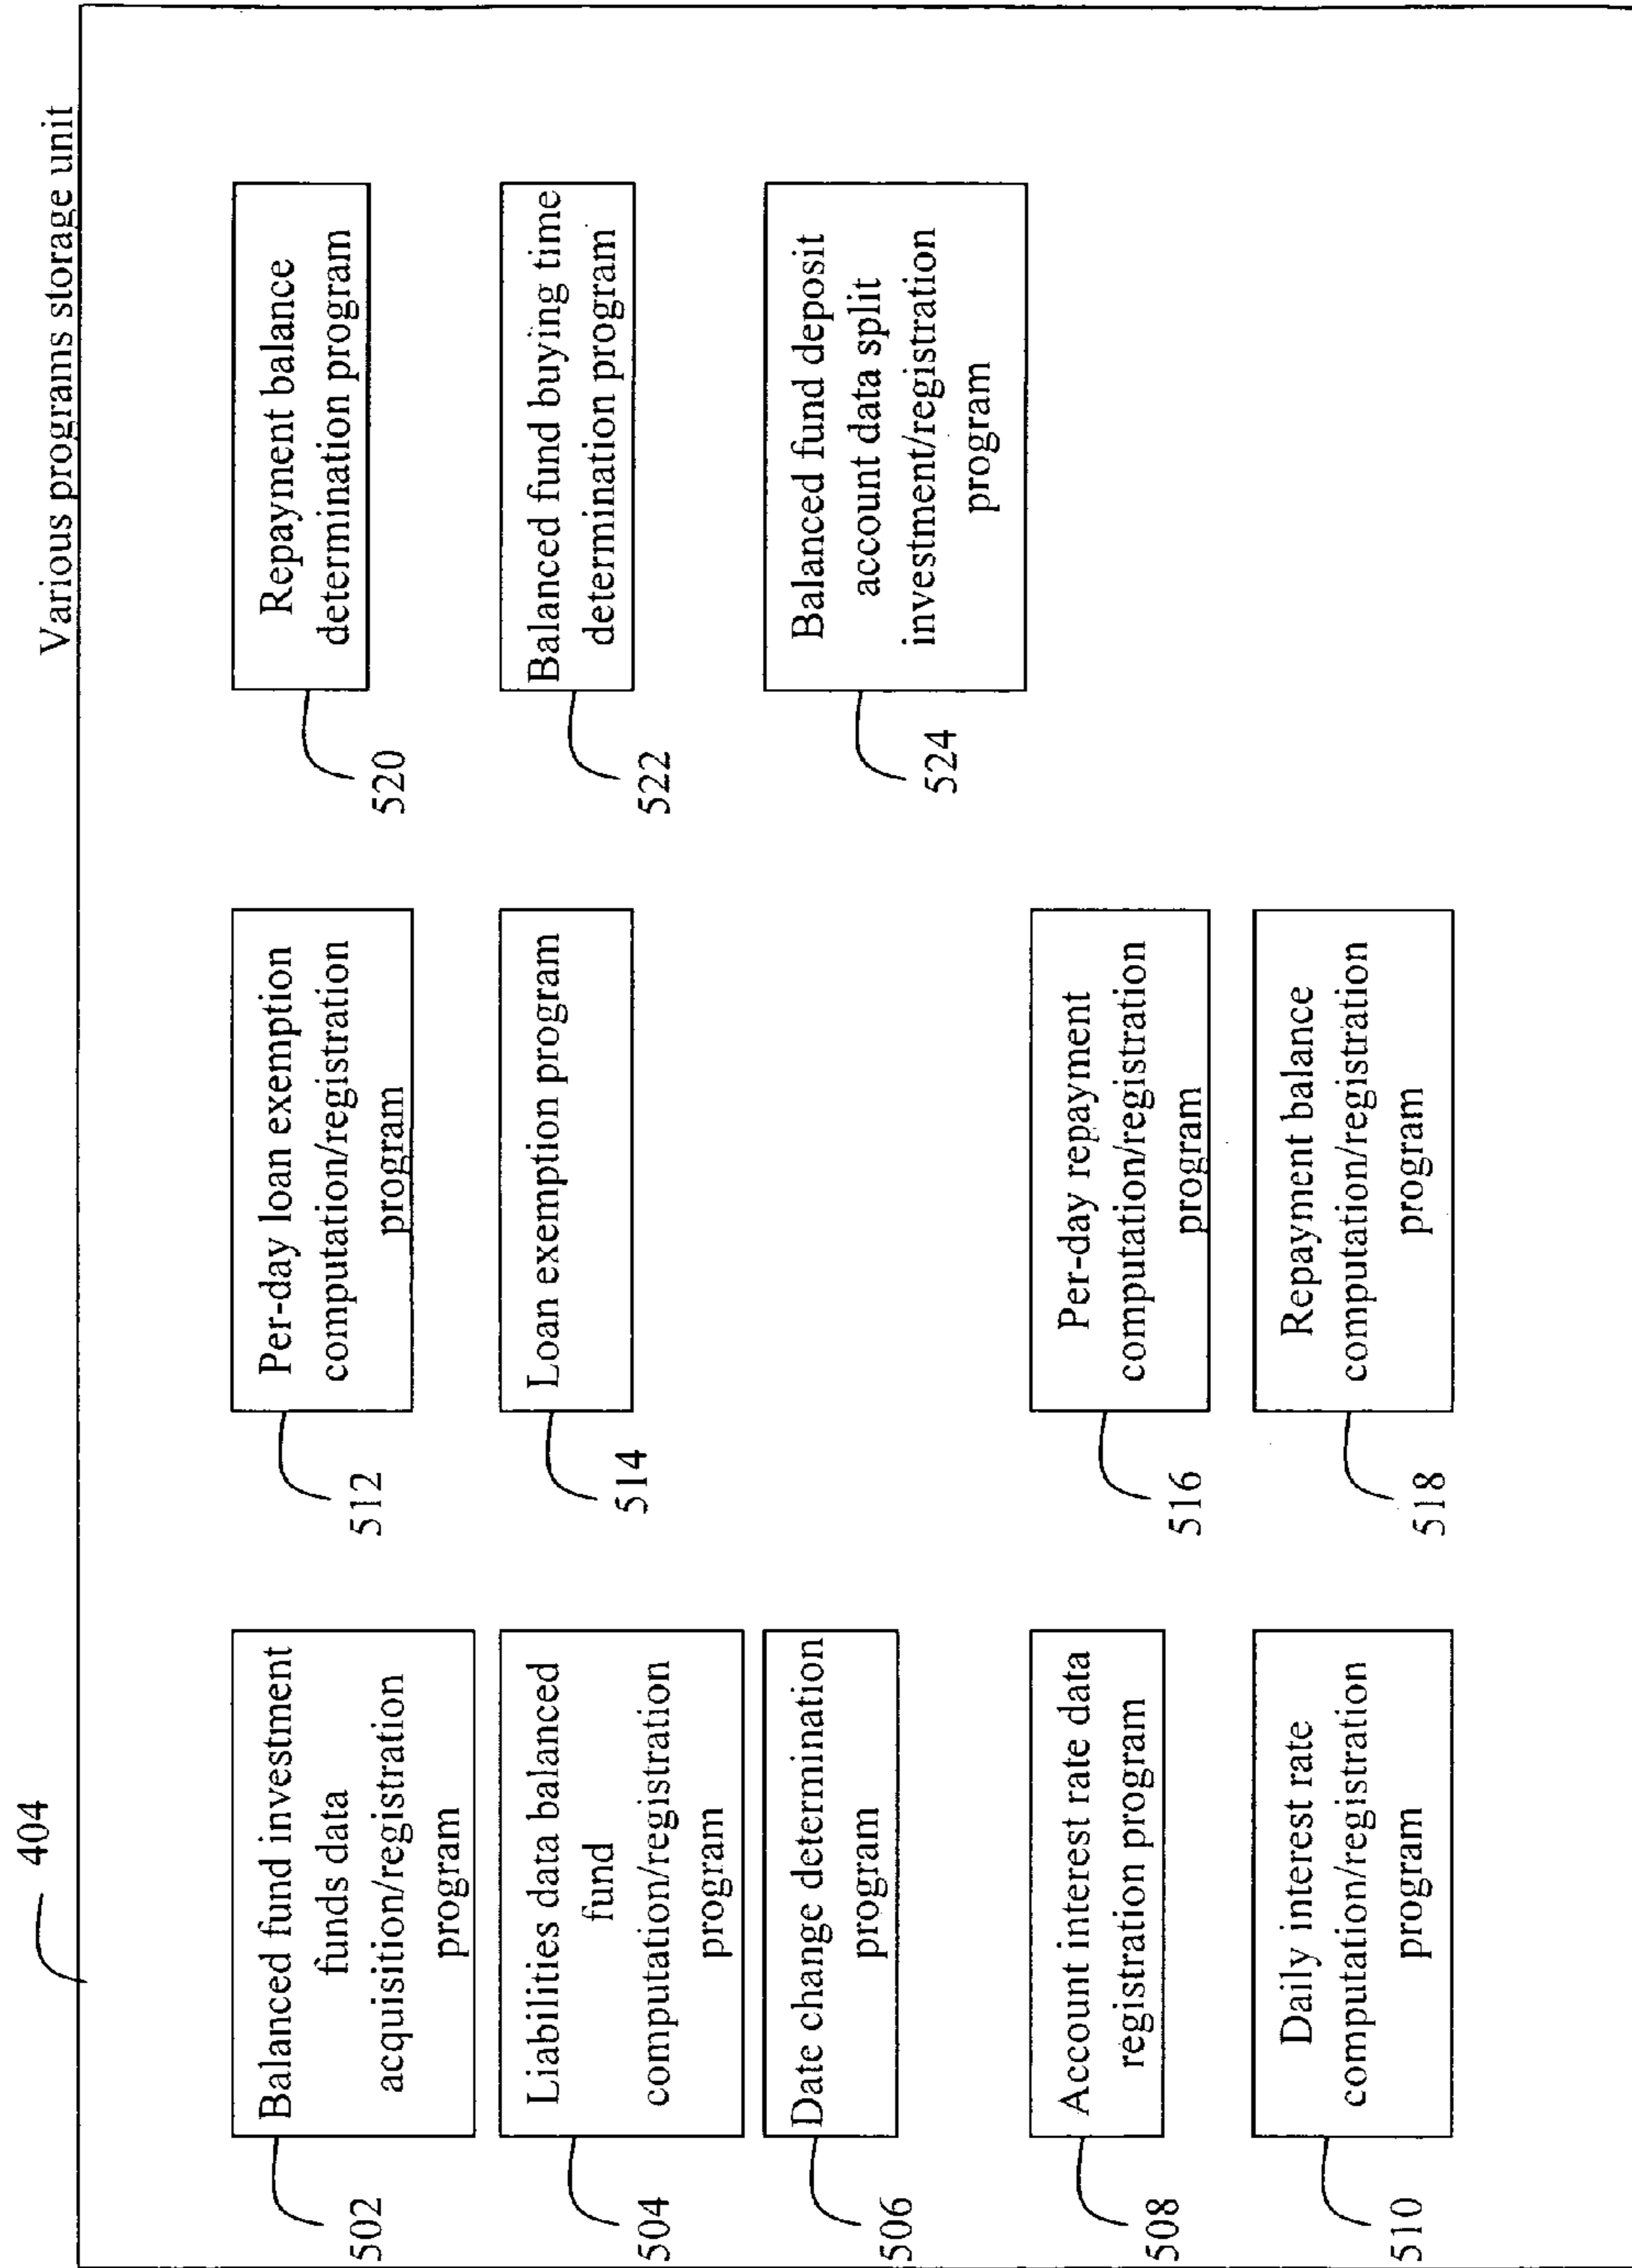 404
Various programs storage unit
502
Balanced fund investment
funds data
acquisition/registration
program
504
Liabilities data balanced
fund
computation/registration
program
506
Date change determination
program
508
Account interest rate data
registration program
510
Daily interest rate
computation/registration
program
512
Per-day loan exemption
computation/registration
program
514
Loan exemption program
516
Per-day repayment
computation/registration
program
518
Repayment balance
computation/registration
program
520
Repayment balance
determination program
522
Balanced fund buying time
determination program
524
Balanced fund deposit
account data split
investment/registration
program